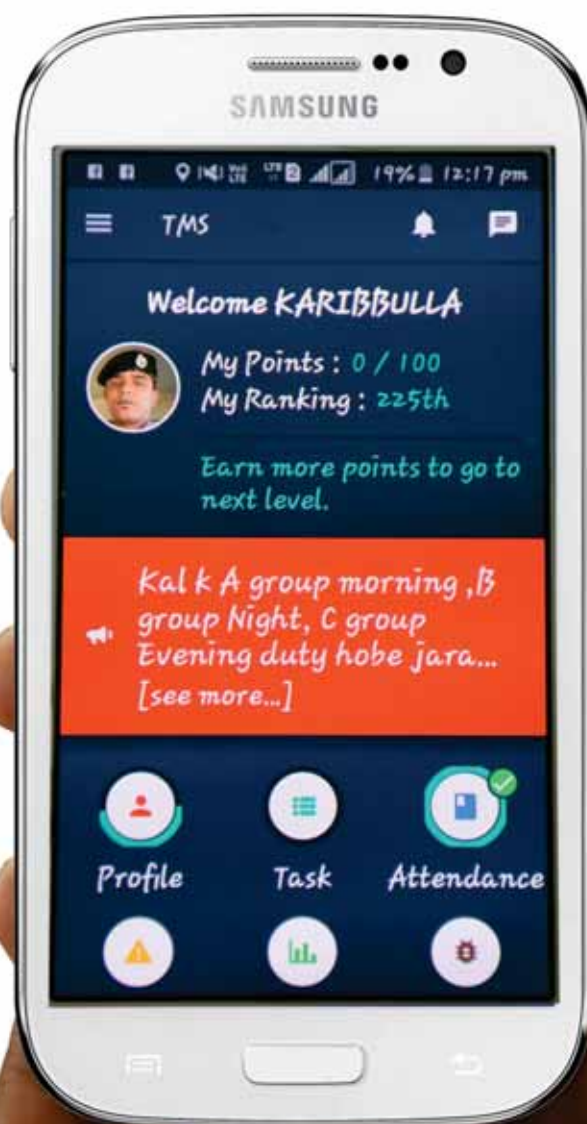 SAMSUNG
19% 12:17 pm
TMS
Welcome KARIBBULLA
My Points : 0 / 100
My Ranking : 225th
Earn more points to go to
next level.
Kal k A group morning ,B
group Night, C group
Evening duty hobe jara...
[see more...]
Profile Task Attendance